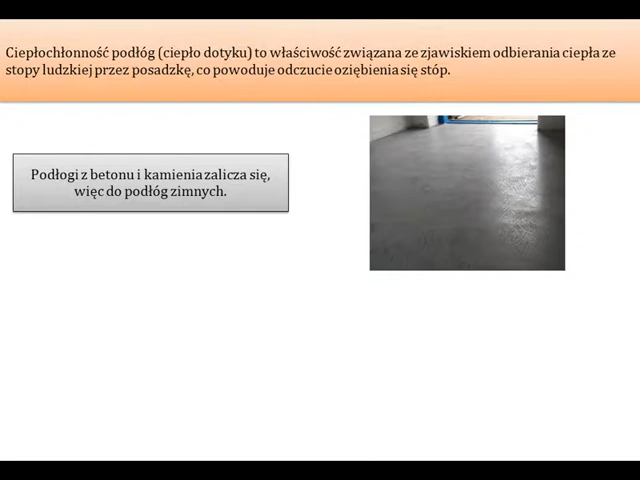 Ciepłochłonność podłóg (ciepło dotyku) to właściwość związana ze zjawiskiem odbierania ciepła ze
stopy ludzkiej przez posadzkę, co powoduje odczucie oziębienia się stóp.
Podłogi z betonu i kamienia zalicza się,
więc do podłóg zimnych.